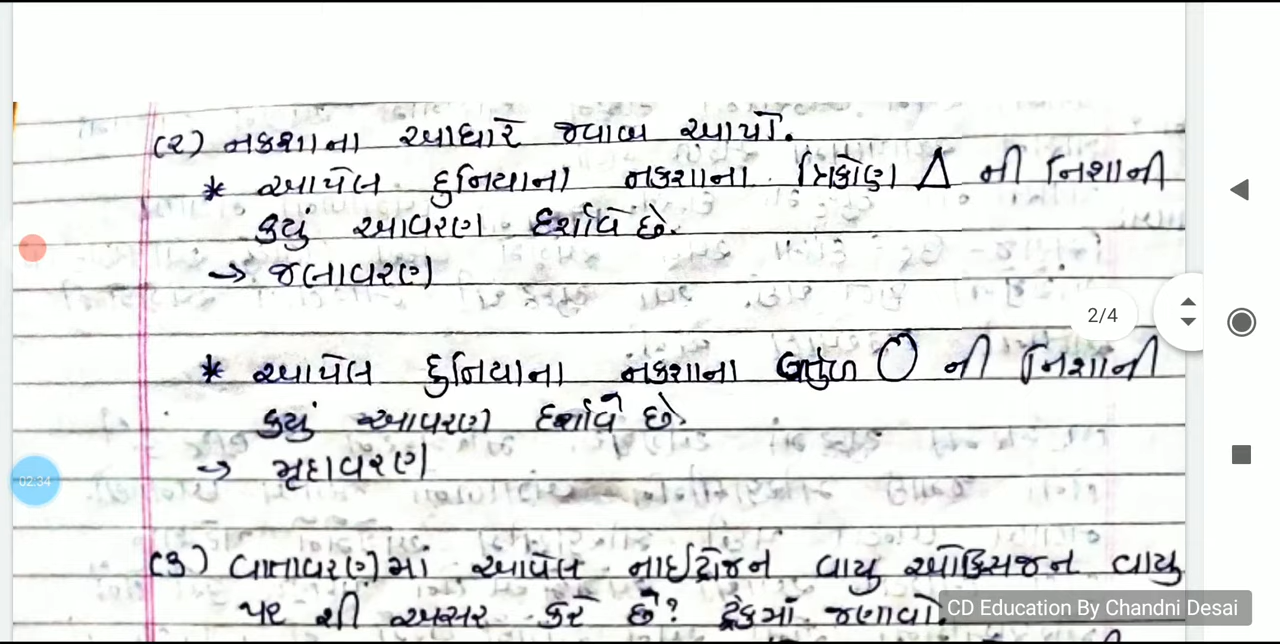 (૨) નકશાના આધારે જવાબ આપો.
* આપેલ દુનિયાના નકશાના ત્રિકોણ Δ ની નિશાની
કયું આવરણ દર્શાવે છે.
→ જલાવરણ
2/4
* આપેલ દુનિયાના નકશાના વર્તુળ O ની નિશાની
કયું આવરણ દર્શાવે છે.
→ મૃદાવરણ
02:34
(૩) વાતાવરણમાં આપેલ નાઈટ્રોજન વાયુ ઓક્સિજન વાયુ
પર શી અસર કરે છે? ટૂંકમાં જણાવો.
CD Education By Chandni Desai